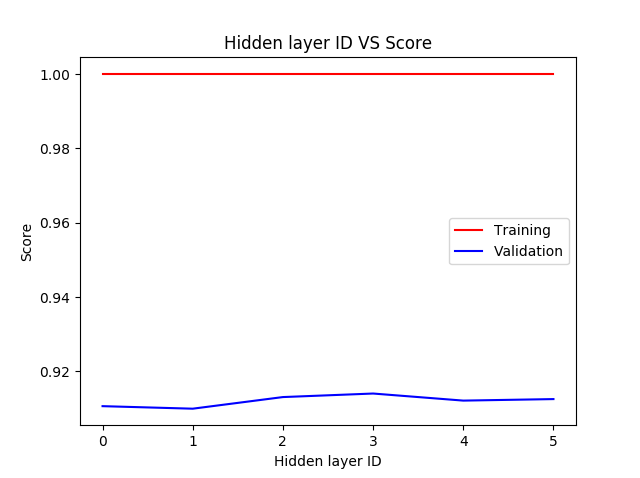 Hidden layer ID VS Score
1.00
0.98
0.96
0.94
0.92
Score
Training
Validation
0 1 2 3 4 5
Hidden layer ID